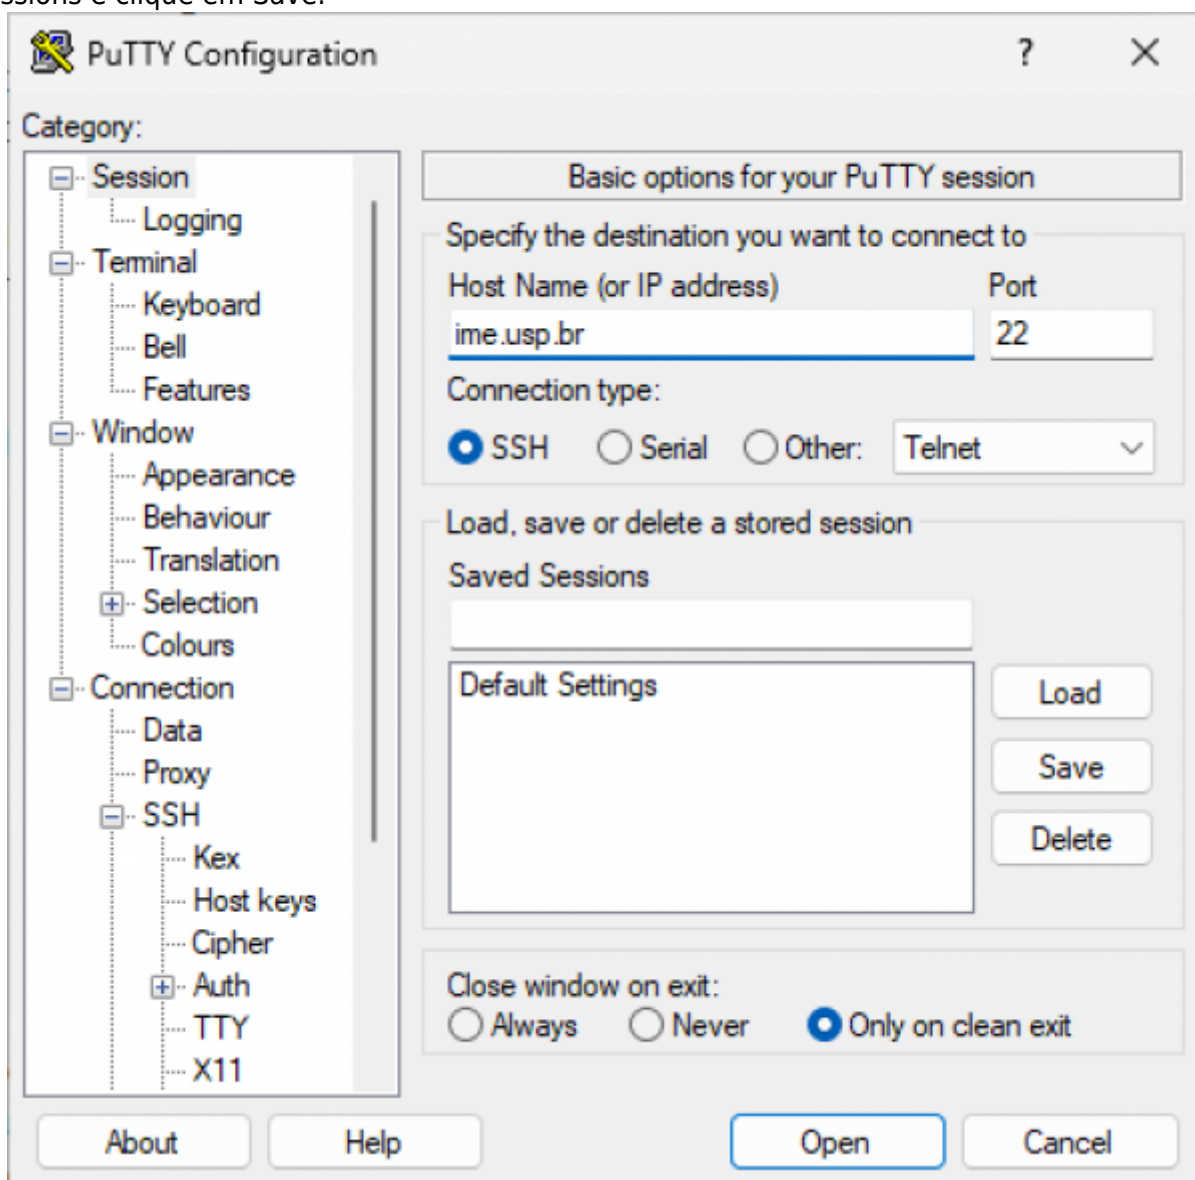 ssions e clique em Save.
PuTTY Configuration ? X
Category:
Session
Logging
Terminal
Keyboard
Bell
Features
Window
Appearance
Behaviour
Translation
Selection
Colours
Connection
Data
Proxy
SSH
Kex
Host keys
Cipher
Auth
TTY
X11
Basic options for your PuTTY session
Specify the destination you want to connect to
Host Name (or IP address) Port
ime.usp.br 22
Connection type:
SSH Serial Other: Telnet
Load, save or delete a stored session
Saved Sessions
Default Settings
Load
Save
Delete
Close window on exit:
Always Never Only on clean exit
About Help Open Cancel